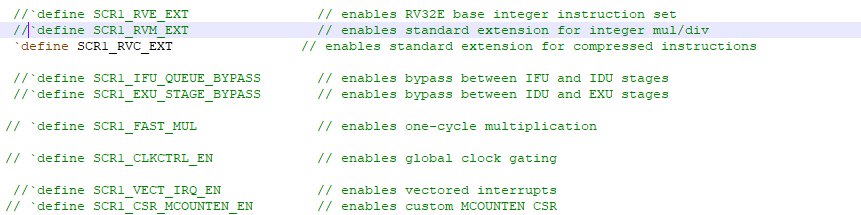 //`define SCR1_RVE_EXT // enables RV32E base integer instruction set
//`define SCR1_RVM_EXT // enables standard extension for integer mul/div
`define SCR1_RVC_EXT // enables standard extension for compressed instructions
//`define SCR1_IFU_QUEUE_BYPASS // enables bypass between IFU and IDU stages
//`define SCR1_EXU_STAGE_BYPASS // enables bypass between IDU and EXU stages
// `define SCR1_FAST_MUL // enables one-cycle multiplication
// `define SCR1_CLKCTRL_EN // enables global clock gating
//`define SCR1_VECT_IRQ_EN // enables vectored interrupts
// `define SCR1_CSR_MCOUNTEN_EN // enables custom MCOUNTEN CSR